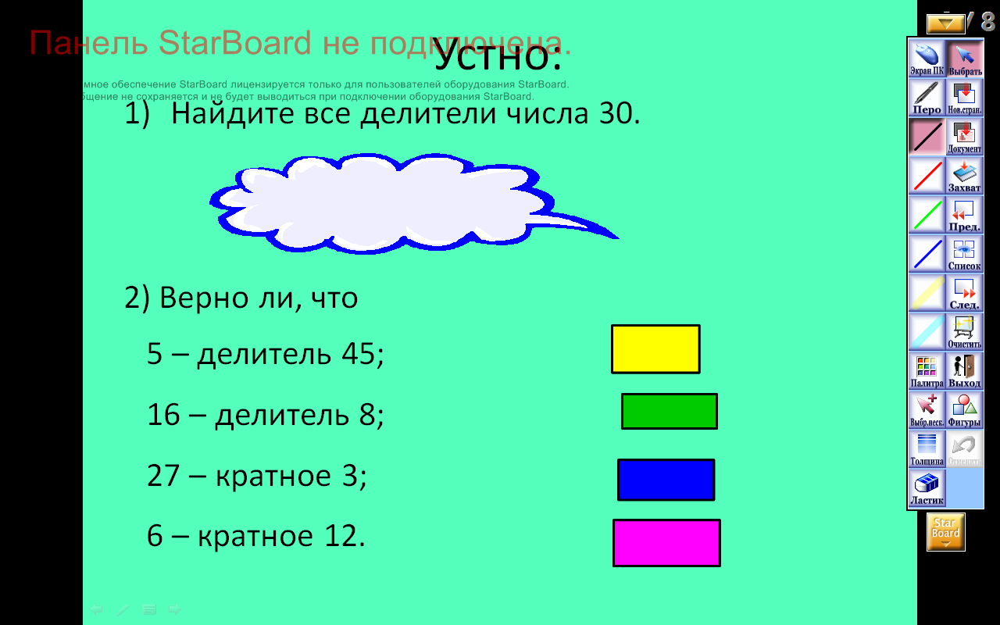 / 8
Панель StarBoard не подключена.
Устно:
мное обеспечение StarBoard лицензируется только для пользователей оборудования StarBoard.
бщение не сохраняется и не будет выводиться при подключении оборудования StarBoard.
1) Найдите все делители числа 30.
2) Верно ли, что
5 – делитель 45;
16 – делитель 8;
27 – кратное 3;
6 – кратное 12.
Экран ПК Выбрать
Перо Нов.стран.
Документ
Захват
Пред.
Список
След.
Очистить
Палитра Выход
Выбр.неск. Фигуры
Толщина Отменить
Ластик
Star
Board